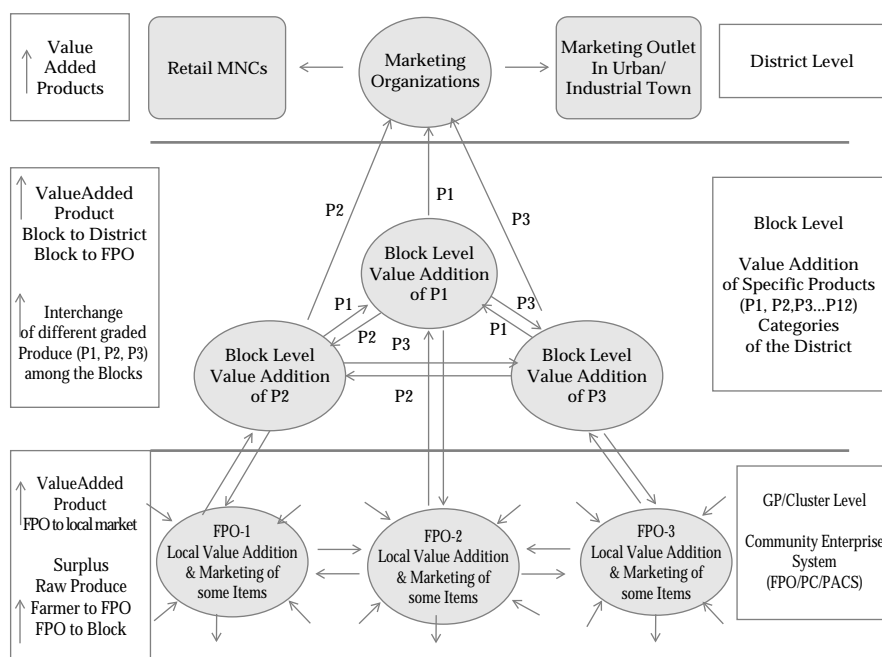 Value
Added
Products
Retail MNCs
Marketing
Organizations
Marketing Outlet
In Urban/
Industrial Town
District Level
ValueAdded
Product
Block to District
Block to FPO
Interchange
of different graded
Produce (P1, P2, P3)
among the Blocks
P2
P1
P3
Block Level
Value Addition
of P1
P1
P2
P3
P1
P3
P2
Block Level
Value Addition
of P2
Block Level
Value Addition
of P3
Block Level
Value Addition
of Specific Products
(P1, P2,P3...P12)
Categories
of the District
ValueAdded
Product
FPO to local market
Surplus
Raw Produce
Farmer to FPO
FPO to Block
FPO-1
Local Value Addition
& Marketing of
some Items
FPO-2
Local Value Addition
& Marketing of
some Items
FPO-3
Local Value Addition
& Marketing of
some Items
GP/Cluster Level
Community Enterprise
System
(FPO/PC/PACS)